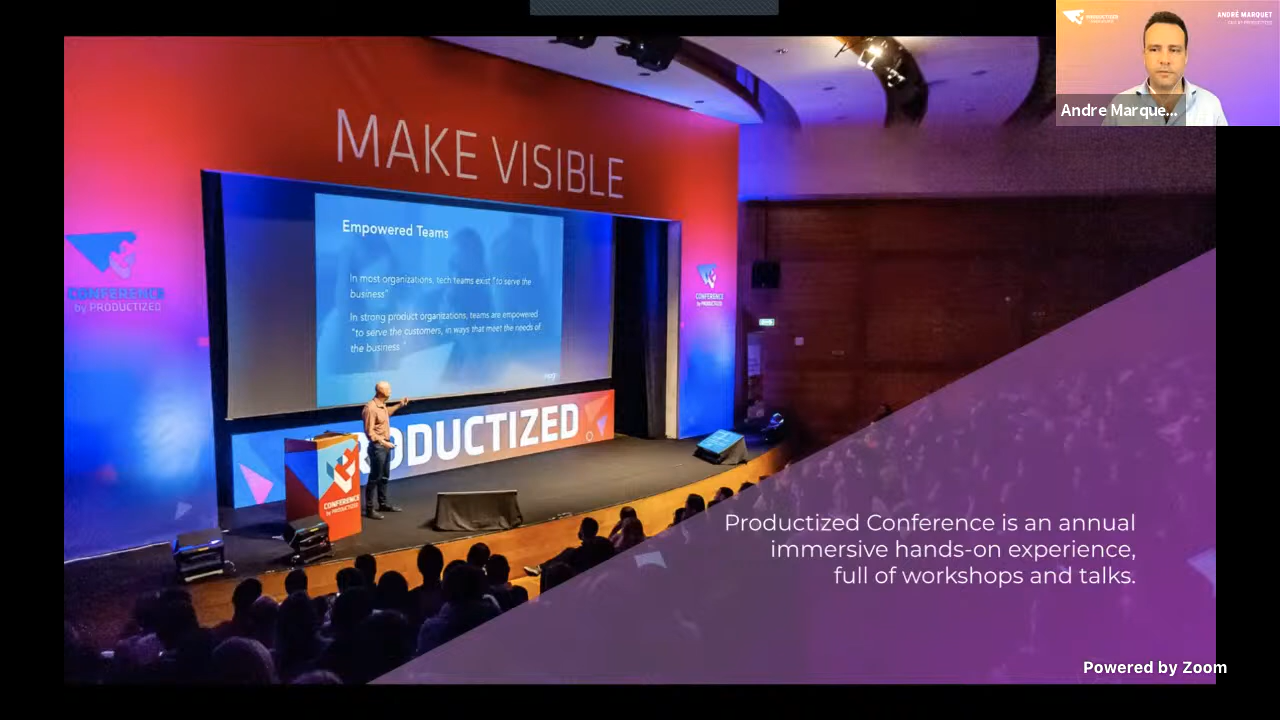 PRODUCTIZED
ANDRÉ MARQUET
Andre Marque...
MAKE VISIBLE
Empowered Teams
In most organizations, tech teams exist "to serve the
business"
In strong product organizations, teams are empowered
"to serve the customers, in ways that meet the needs of
the business."
CONFERENCE
by PRODUCTIZED
CONFERENCE
by PRODUCTIZED
RODUCTIZED
CONFERENCE
by PRODUCTIZED
Productized Conference is an annual
immersive hands-on experience,
full of workshops and talks.
Powered by Zoom